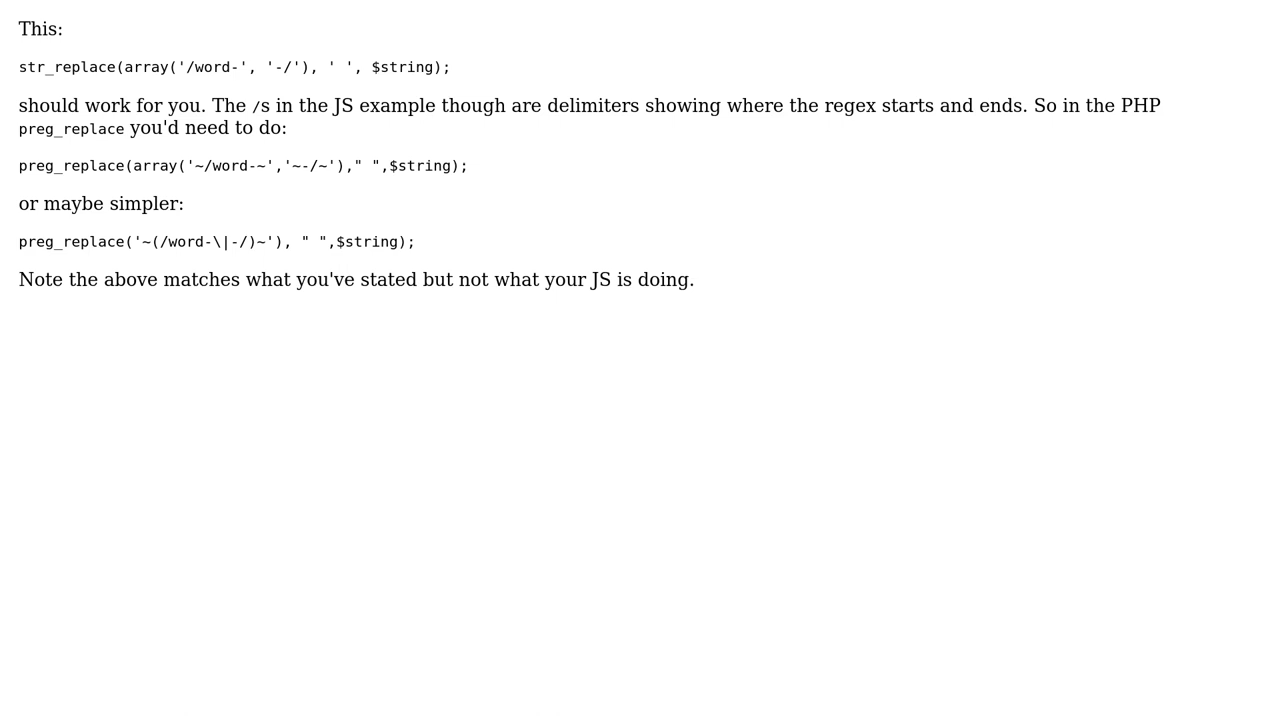 This:
str_replace(array('/word-', '-/'), ' ', $string);
should work for you. The /s in the JS example though are delimiters showing where the regex starts and ends. So in the PHP
preg_replace you'd need to do:
preg_replace(array('~/word-~','~-/~')," ",$string);
or maybe simpler:
preg_replace('~(/word-\|-/)~'), " ",$string);
Note the above matches what you've stated but not what your JS is doing.